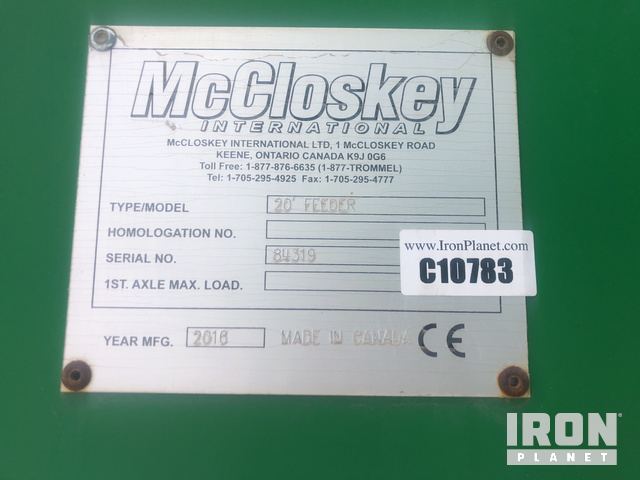 McCloskey
INTERNATIONAL
McCLOSKEY INTERNATIONAL LTD, 1 McCLOSKEY ROAD
KEENE, ONTARIO CANADA K9J 0G6
Toll Free: 1-877-876-6635 (1-877-TROMMEL)
Tel: 1-705-295-4925 Fax: 1-705-295-4777
TYPE/MODEL 20' FEEDER
HOMOLOGATION NO.
SERIAL NO. 84319
1ST. AXLE MAX. LOAD.
www.IronPlanet.com
C10783
YEAR MFG. 2016 MADE IN CANADA CE
IRON
PLANET